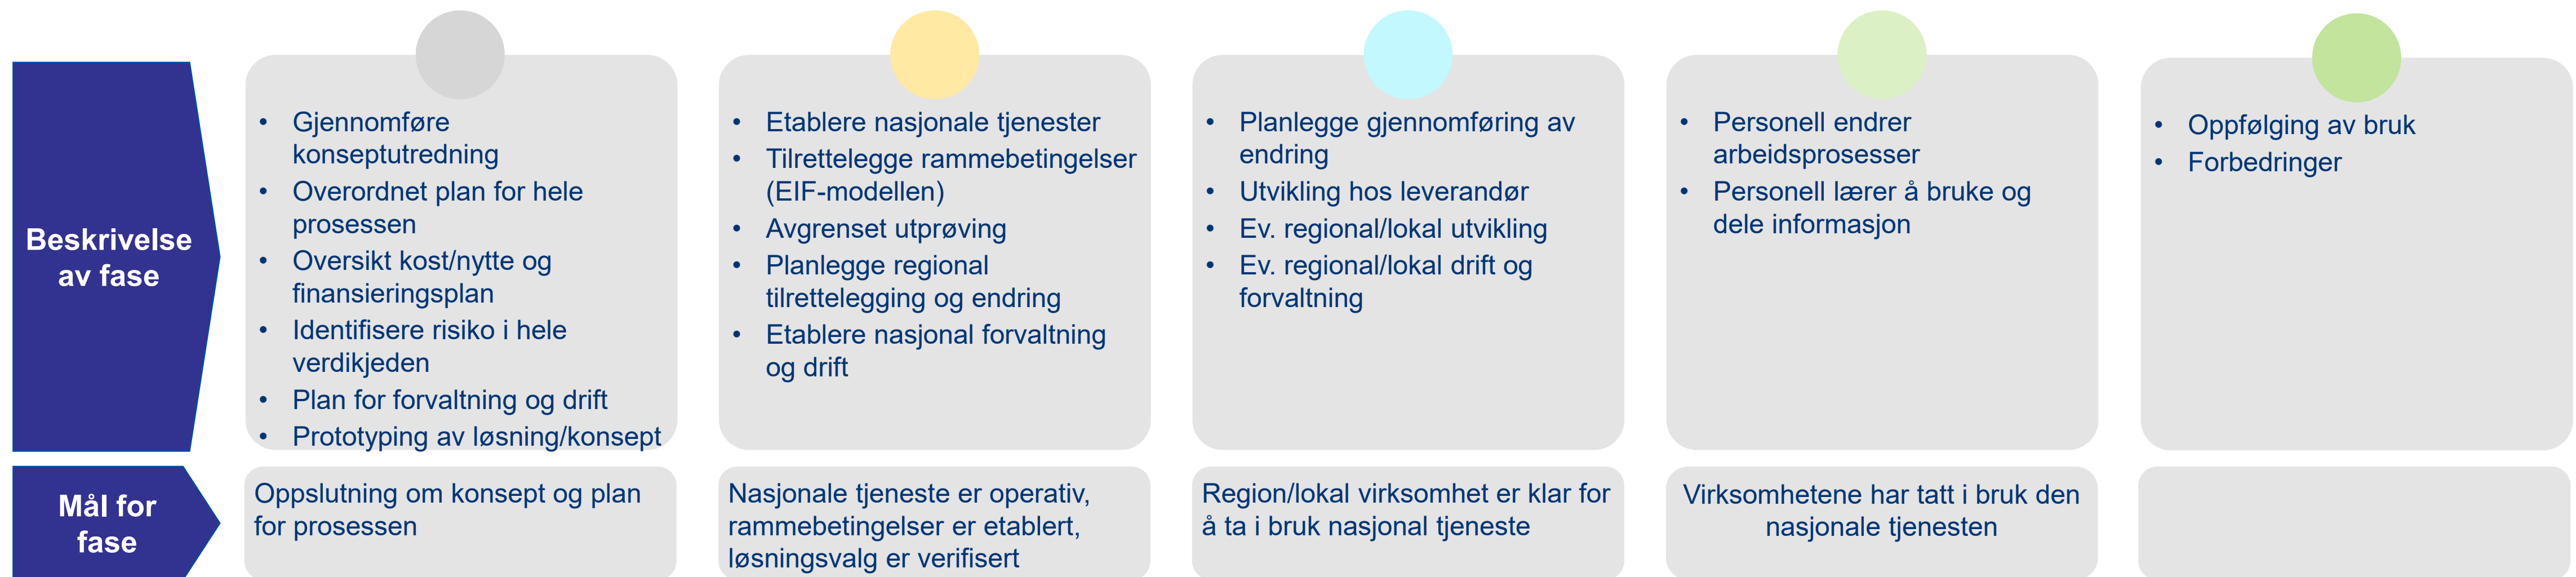 Beskrivelse
av fase
• Gjennomføre
konseptutredning
• Overordnet plan for hele
prosessen
• Oversikt kost/nytte og
finansieringsplan
• Identifisere risiko i hele
verdikjeden
• Plan for forvaltning og drift
• Prototyping av løsning/konsept
• Etablere nasjonale tjenester
• Tilrettelegge rammebetingelser
(EIF-modellen)
• Avgrenset utprøving
• Planlegge regional
tilrettelegging og endring
• Etablere nasjonal forvaltning
og drift
• Planlegge gjennomføring av
endring
• Utvikling hos leverandør
• Ev. regional/lokal utvikling
• Ev. regional/lokal drift og
forvaltning
• Personell endrer
arbeidsprosesser
• Personell lærer å bruke og
dele informasjon
• Oppfølging av bruk
• Forbedringer
Mål for
fase
Oppslutning om konsept og plan
for prosessen
Nasjonale tjeneste er operativ,
rammebetingelser er etablert,
løsningsvalg er verifisert
Region/lokal virksomhet er klar for
å ta i bruk nasjonal tjeneste
Virksomhetene har tatt i bruk den
nasjonale tjenesten